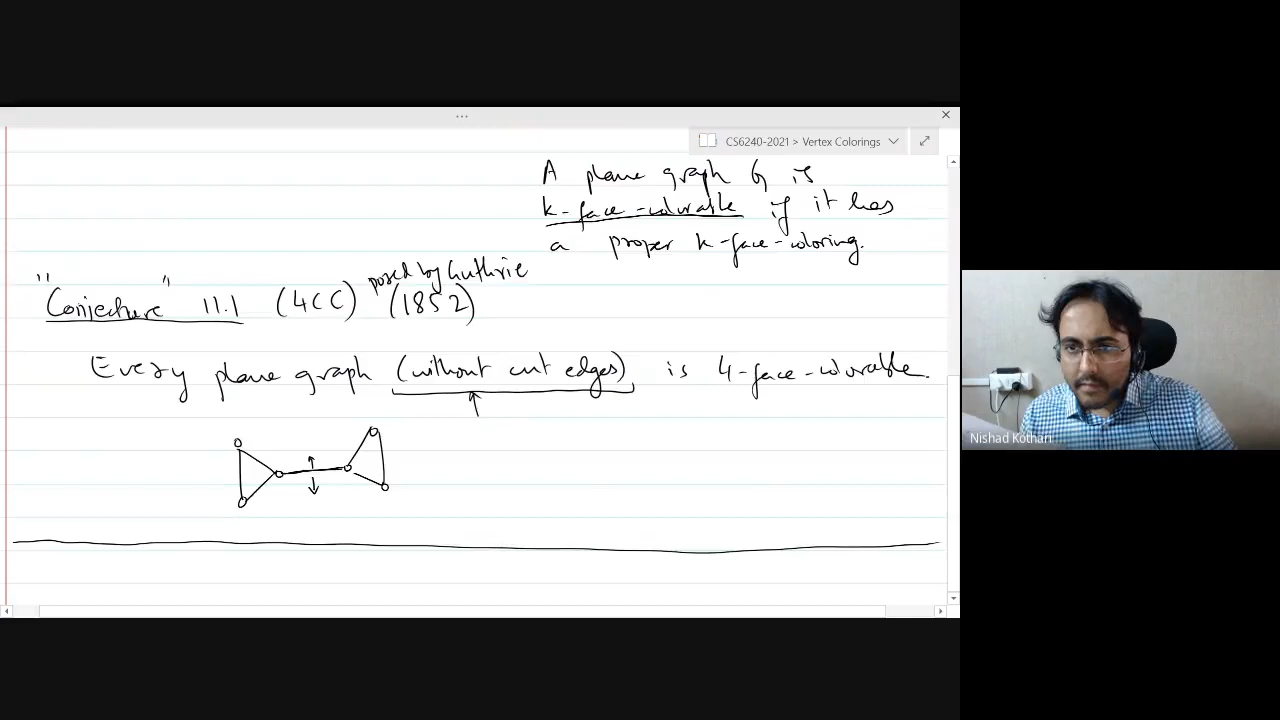 CS6240-2021 > Vertex Colorings
A plane graph G is
k-face-colorable if it has
a proper k-face-coloring.
posed by Guthrie
"Conjecture" 11.1 (4CC) (1852)
Every plane graph (without cut edges) is 4-face-colorable.
Nishad Kothari